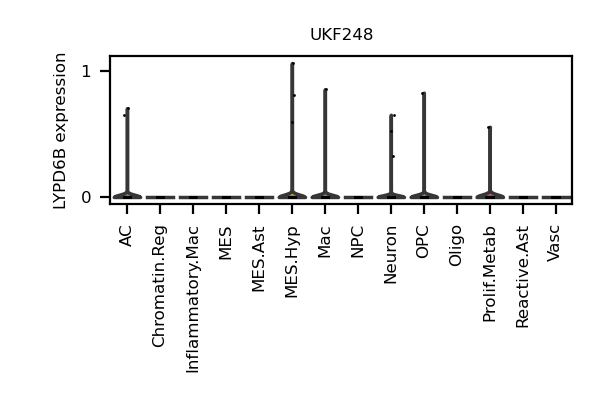 UKF248
LYPD6B expression
1
0
AC
Chromatin.Reg
Inflammatory.Mac
MES
MES.Ast
MES.Hyp
Mac
NPC
Neuron
OPC
Oligo
Prolif.Metab
Reactive.Ast
Vasc